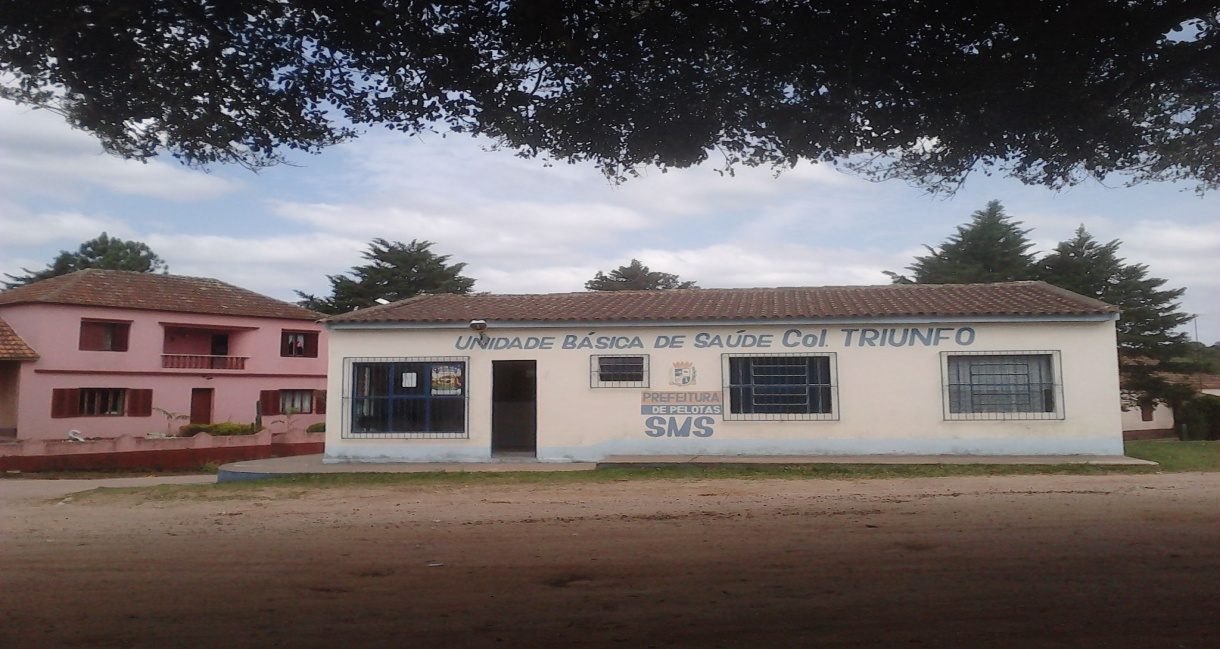 UNIDADE BÁSICA DE SAÚDE Col. TRIUNFO
PREFEITURA
DE PELOTAS
SMS